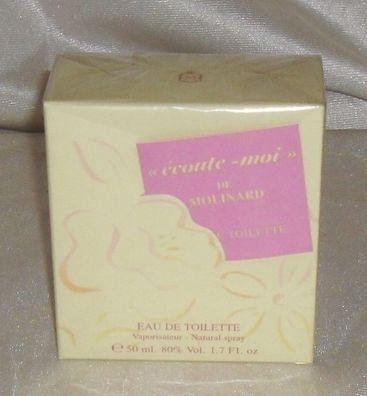 « écoute-moi »
DE
MOLINARD
TOILETTE
EAU DE TOILETTE
Vaporisateur - Natural spray
℮ 50 ml. 80% Vol. 1.7 Fl. oz